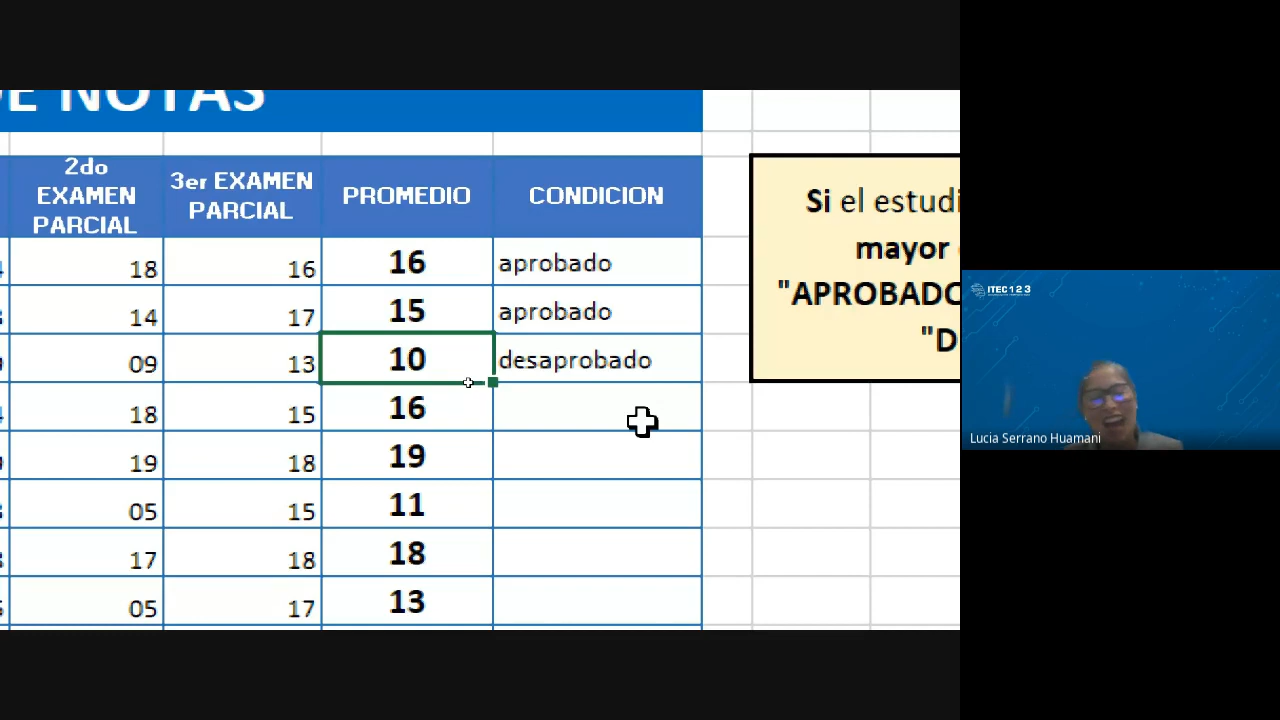 DE NOTAS
2do
EXAMEN
PARCIAL
3er EXAMEN
PARCIAL
PROMEDIO
CONDICION
18 16 16 aprobado
14 17 15 aprobado
09 13 10 desaprobado
18 15 16
19 18 19
05 15 11
17 18 18
05 17 13
Si el estudi
mayor
"APROBADO
"D
ITEC 1 2 3
Lucia Serrano Huamani